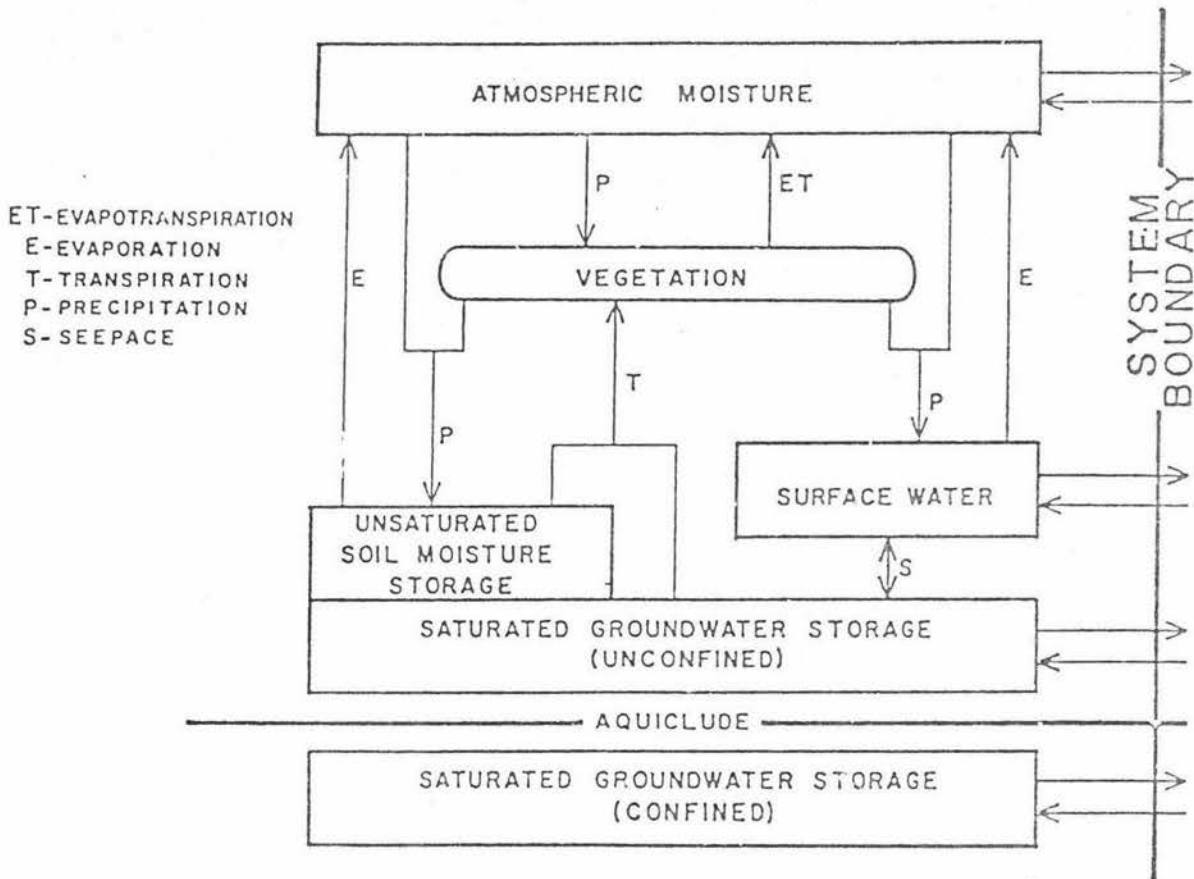 ATMOSPHERIC MOISTURE
P
ET
ET-EVAPOTRANSPIRATION
E-EVAPORATION
T-TRANSPIRATION
P-PRECIPITATION
S-SEEPACE
E
VEGETATION
E
SYSTEM
BOUNDARY
T
P
P
UNSATURATED
SOIL MOISTURE
STORAGE
SURFACE WATER
S
SATURATED GROUNDWATER STORAGE
(UNCONFINED)
AQUICLUDE
SATURATED GROUNDWATER STORAGE
(CONFINED)